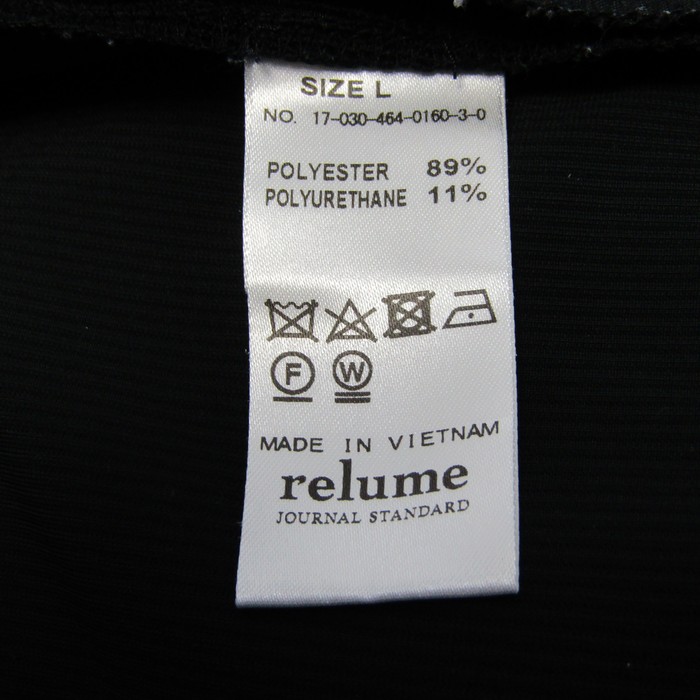 SIZE L
NO. 17-030-464-0160-3-0
POLYESTER 89%
POLYURETHANE 11%
F W
MADE IN VIETNAM
relume
JOURNAL STANDARD